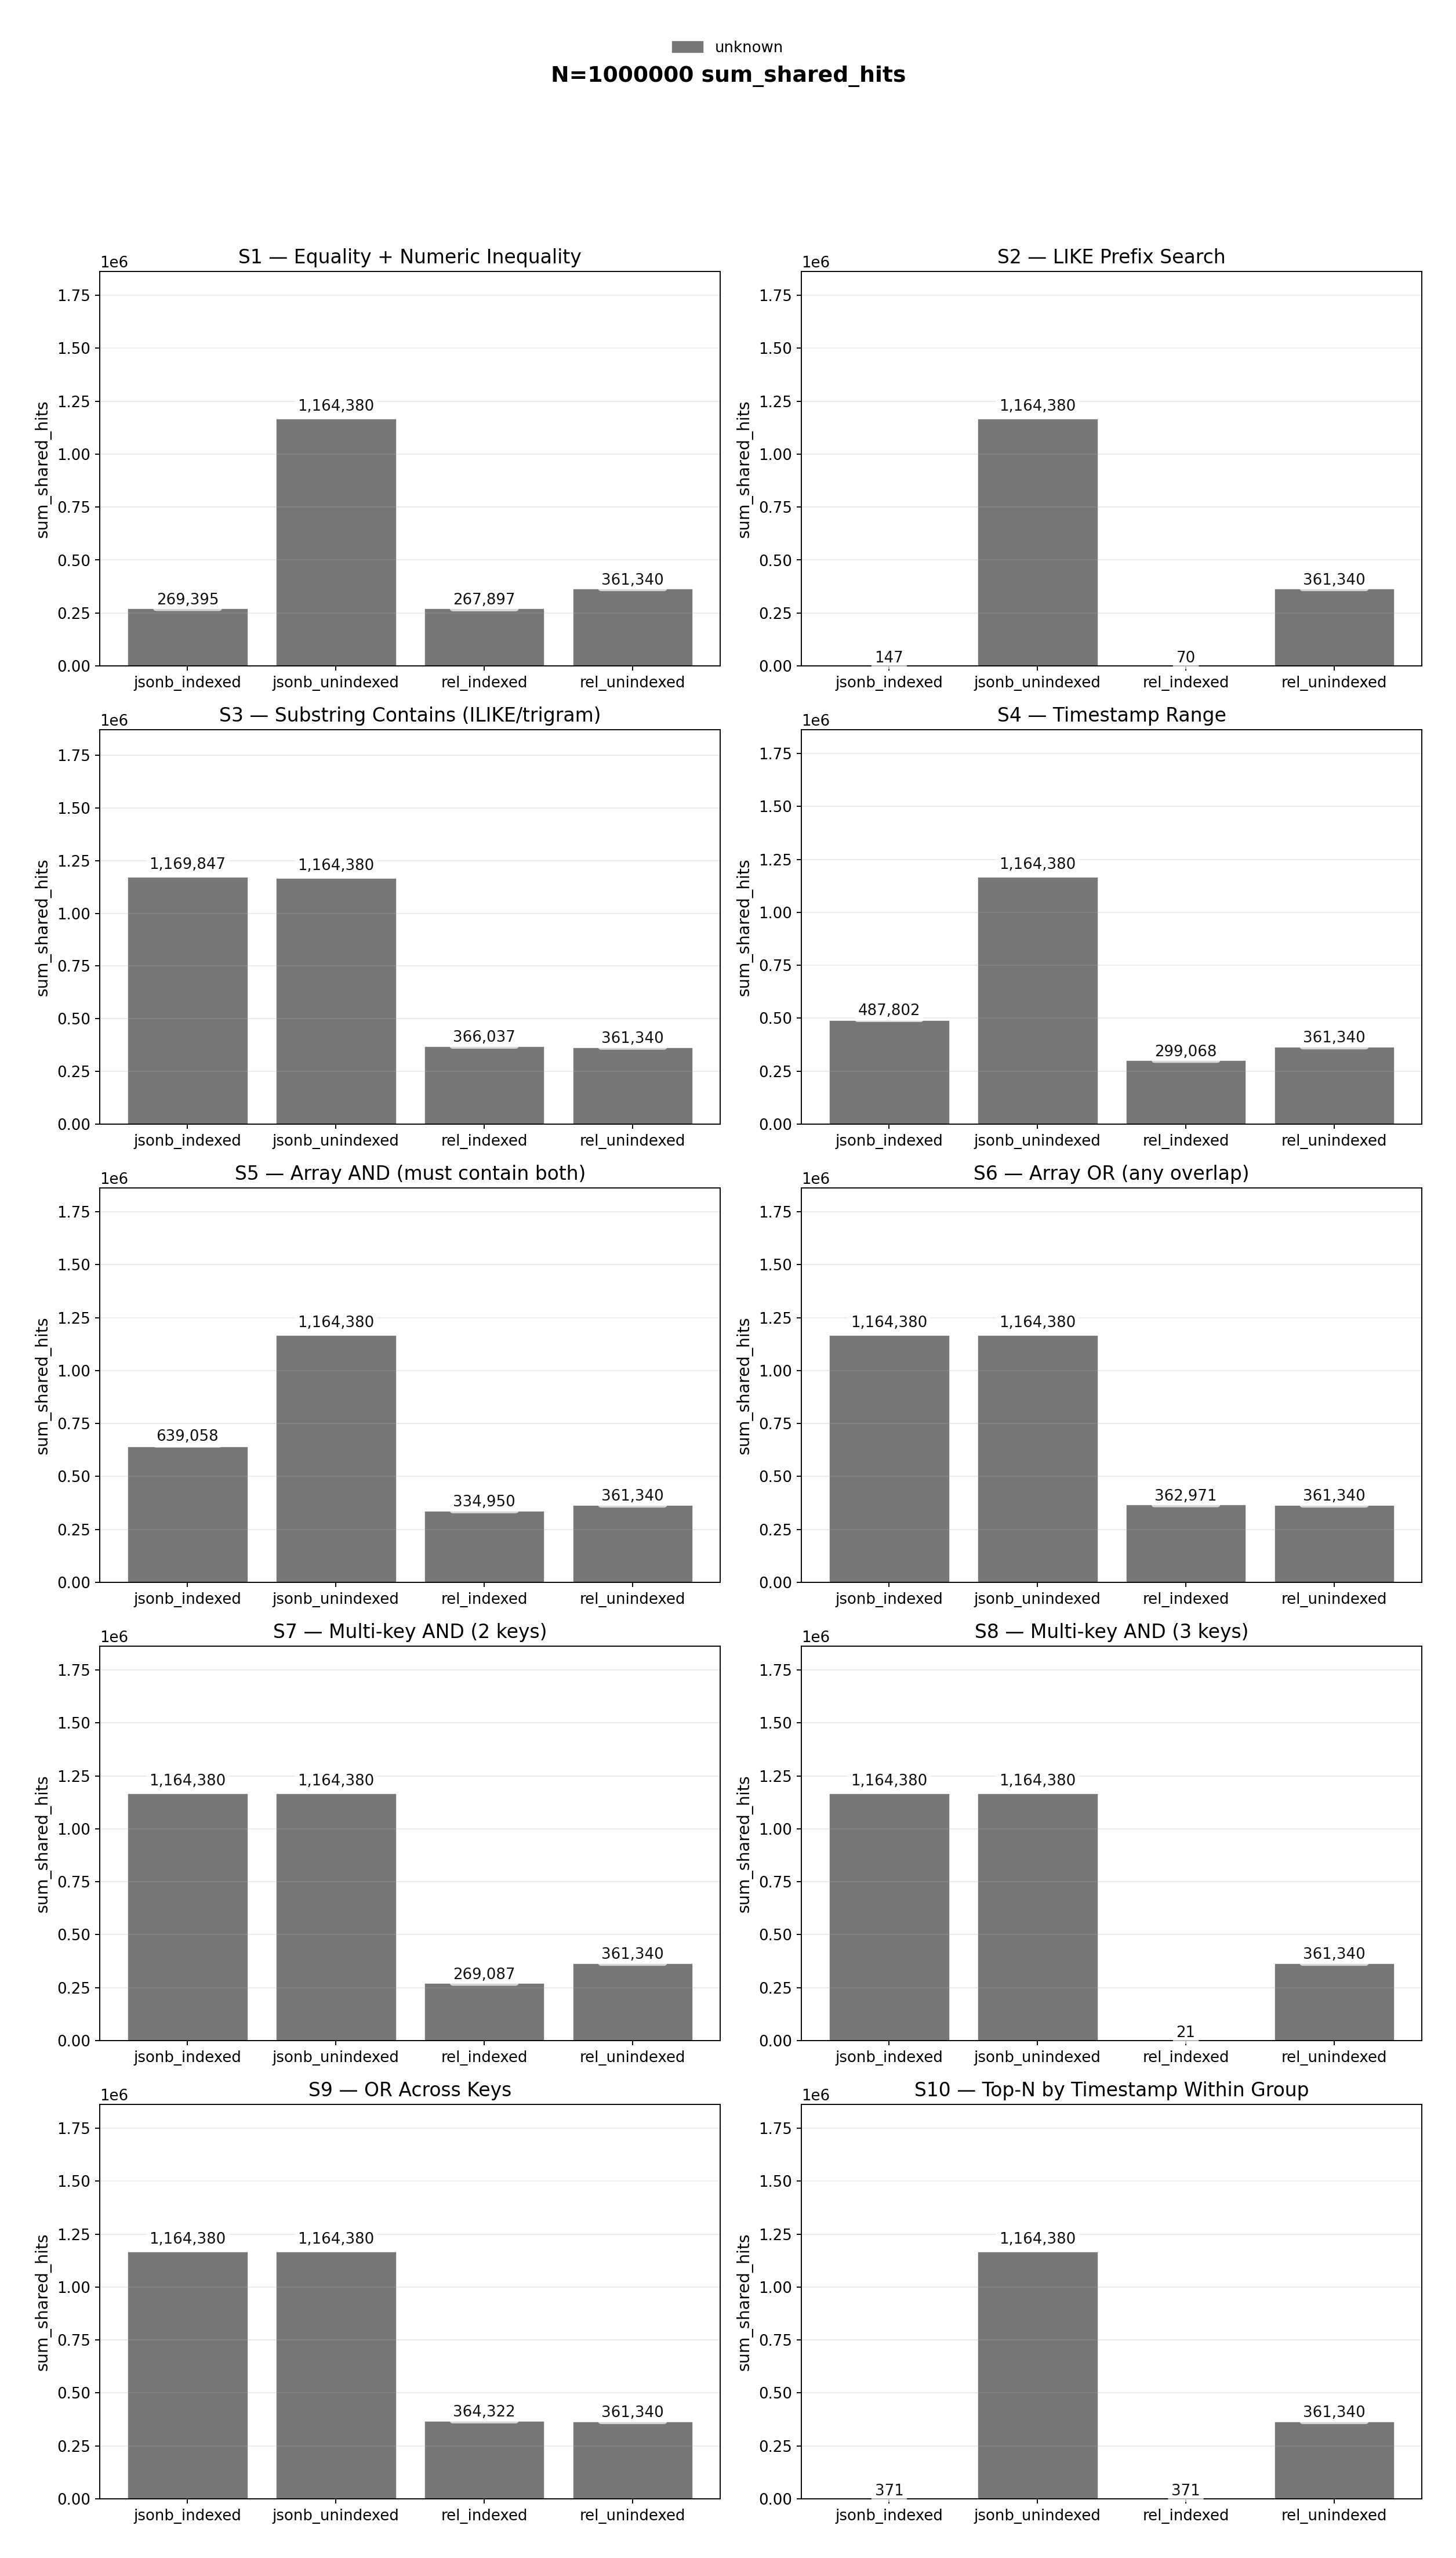 unknown
N=1000000 sum_shared_hits
S1 — Equality + Numeric Inequality
1e6
1.75
1.50
1.25
1.00
0.75
0.50
0.25
0.00
sum_shared_hits
269,395
1,164,380
267,897
361,340
jsonb_indexed
jsonb_unindexed
rel_indexed
rel_unindexed
S2 — LIKE Prefix Search
1e6
1.75
1.50
1.25
1.00
0.75
0.50
0.25
0.00
sum_shared_hits
147
1,164,380
70
361,340
jsonb_indexed
jsonb_unindexed
rel_indexed
rel_unindexed
S3 — Substring Contains (ILIKE/trigram)
1e6
1.75
1.50
1.25
1.00
0.75
0.50
0.25
0.00
sum_shared_hits
1,169,847
1,164,380
366,037
361,340
jsonb_indexed
jsonb_unindexed
rel_indexed
rel_unindexed
S4 — Timestamp Range
1e6
1.75
1.50
1.25
1.00
0.75
0.50
0.25
0.00
sum_shared_hits
487,802
1,164,380
299,068
361,340
jsonb_indexed
jsonb_unindexed
rel_indexed
rel_unindexed
S5 — Array AND (must contain both)
1e6
1.75
1.50
1.25
1.00
0.75
0.50
0.25
0.00
sum_shared_hits
639,058
1,164,380
334,950
361,340
jsonb_indexed
jsonb_unindexed
rel_indexed
rel_unindexed
S6 — Array OR (any overlap)
1e6
1.75
1.50
1.25
1.00
0.75
0.50
0.25
0.00
sum_shared_hits
1,164,380
1,164,380
362,971
361,340
jsonb_indexed
jsonb_unindexed
rel_indexed
rel_unindexed
S7 — Multi-key AND (2 keys)
1e6
1.75
1.50
1.25
1.00
0.75
0.50
0.25
0.00
sum_shared_hits
1,164,380
1,164,380
269,087
361,340
jsonb_indexed
jsonb_unindexed
rel_indexed
rel_unindexed
S8 — Multi-key AND (3 keys)
1e6
1.75
1.50
1.25
1.00
0.75
0.50
0.25
0.00
sum_shared_hits
1,164,380
1,164,380
21
361,340
jsonb_indexed
jsonb_unindexed
rel_indexed
rel_unindexed
S9 — OR Across Keys
1e6
1.75
1.50
1.25
1.00
0.75
0.50
0.25
0.00
sum_shared_hits
1,164,380
1,164,380
364,322
361,340
jsonb_indexed
jsonb_unindexed
rel_indexed
rel_unindexed
S10 — Top-N by Timestamp Within Group
1e6
1.75
1.50
1.25
1.00
0.75
0.50
0.25
0.00
sum_shared_hits
371
1,164,380
371
361,340
jsonb_indexed
jsonb_unindexed
rel_indexed
rel_unindexed